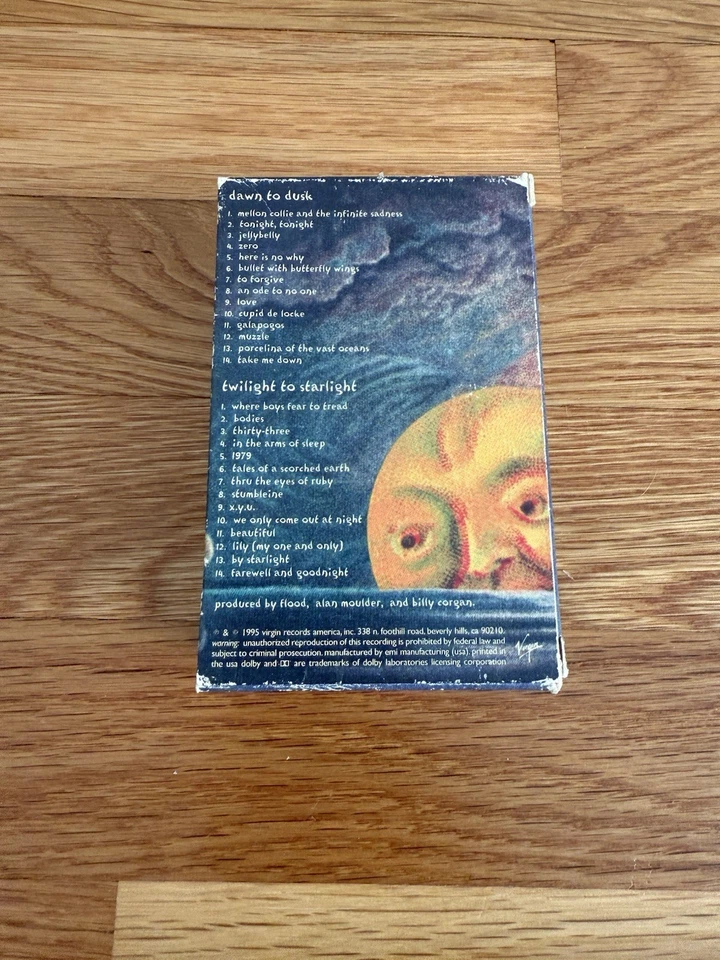 dawn to dusk
1. mellon collie and the infinite sadness
2. tonight, tonight
3. jellybelly
4. zero
5. here is no why
6. bullet with butterfly wings
7. to forgive
8. an ode to no one
9. love
10. cupid de locke
11. galapogos
12. muzzle
13. porcelina of the vast oceans
14. take me down
twilight to starlight
1. where boys fear to tread
2. bodies
3. thirty-three
4. in the arms of sleep
5. 1979
6. tales of a scorched earth
7. thru the eyes of ruby
8. stumbleine
9. x.y.u.
10. we only come out at night
11. beautiful
12. lily (my one and only)
13. by starlight
14. farewell and goodnight
produced by flood, alan moulder, and billy corgan.
℗ & © 1995 virgin records america, inc. 338 n. foothill road, beverly hills, ca 90210.
warning: unauthorized reproduction of this recording is prohibited by federal law and
subject to criminal prosecution. manufactured by emi manufacturing (usa). printed in
the usa dolby and are trademarks of dolby laboratories licensing corporation
Virgin